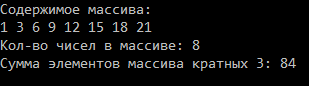 Содержимое массива:
1 3 6 9 12 15 18 21
Кол-во чисел в массиве: 8
Сумма элементов массива кратных 3: 84